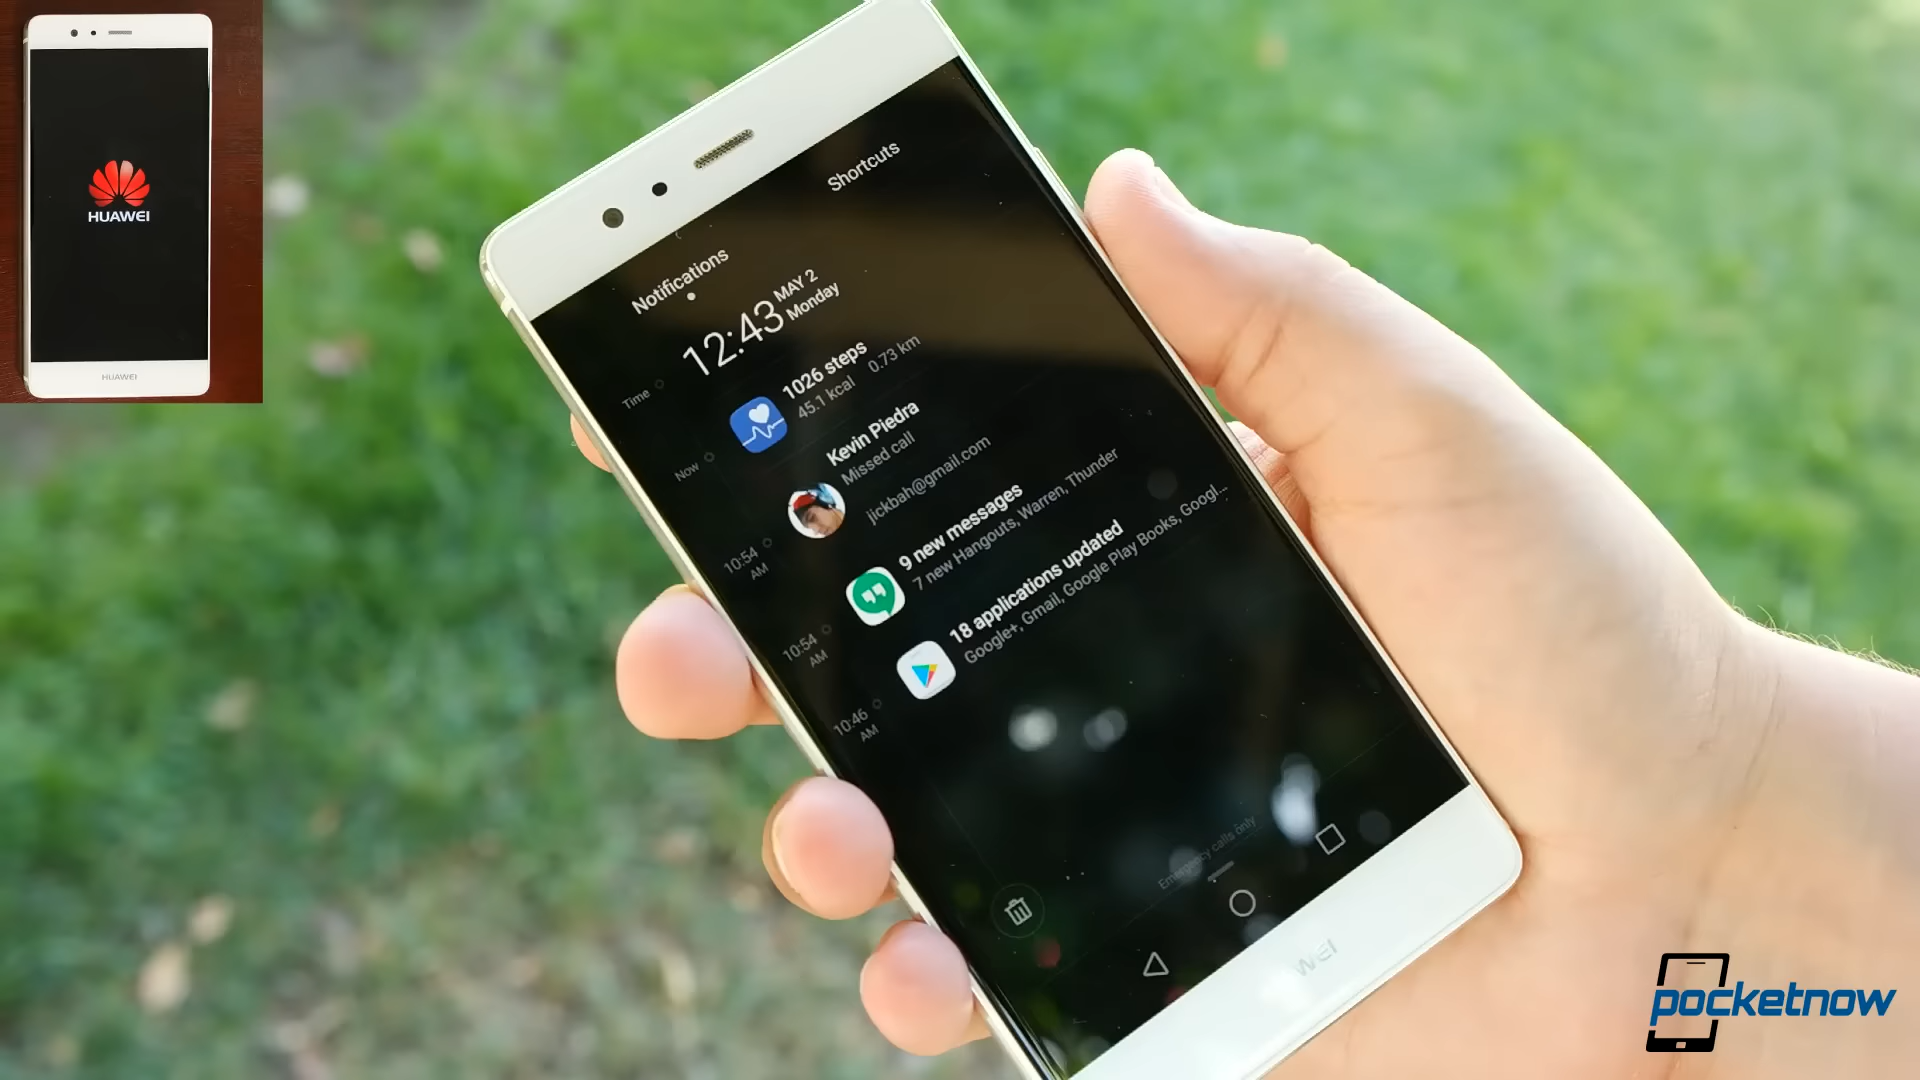 HUAWEI
HUAWEI
Shortcuts
Notifications
12:43
MAY 2
Monday
Time
1026 steps
45.1 kcal 0.73 km
Now
Kevin Piedra
Missed call
jickbah@gmail.com
10:54
AM
9 new messages
7 new Hangouts, Warren, Thunder
10:54
AM
18 applications updated
Google+, Gmail, Google Play Books, Googl...
10:46
AM
Emergency calls only
WEI
pocketnow